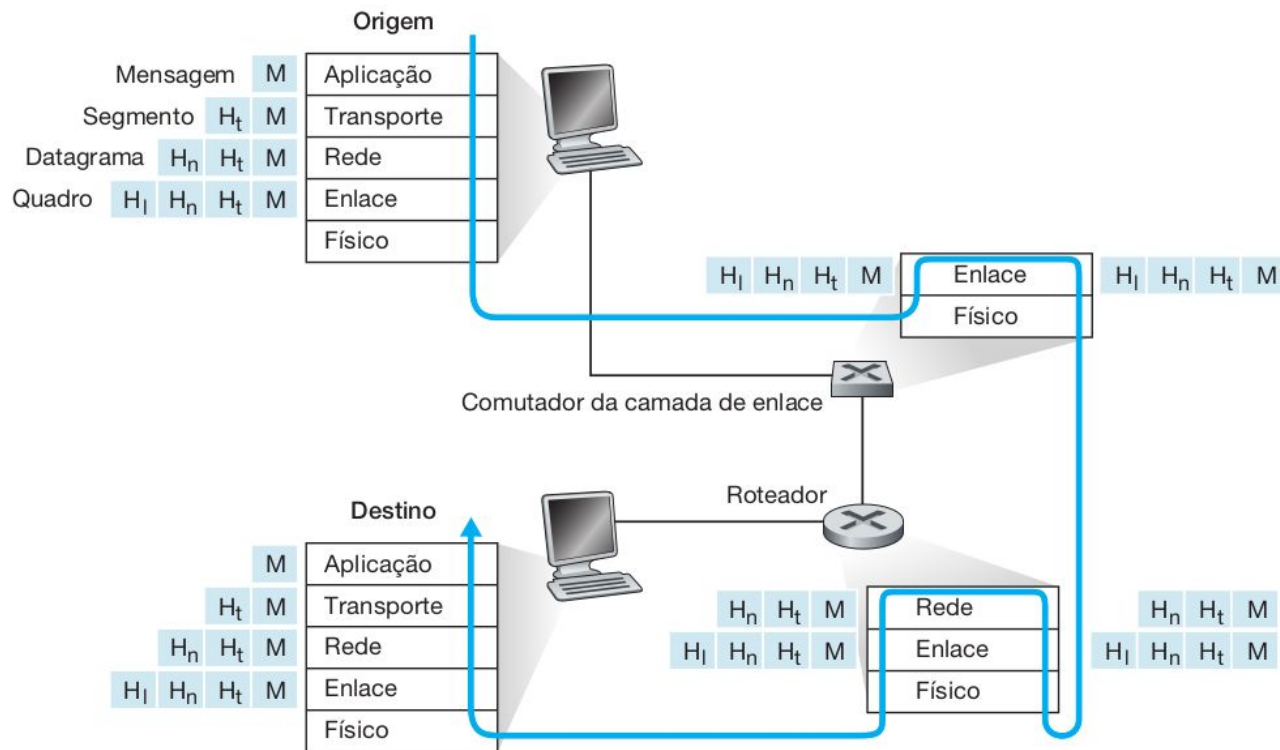 Origem
Mensagem M Aplicação
Segmento Ht M Transporte
Datagrama Hn Ht M Rede
Quadro Hl Hn Ht M Enlace
Físico
Hl Hn Ht M Enlace Hl Hn Ht M
Físico
Comutador da camada de enlace
Roteador
Destino
M Aplicação
Ht M Transporte
Hn Ht M Rede
Hl Hn Ht M Enlace
Físico
Hn Ht M Rede Hn Ht M
Hl Hn Ht M Enlace Hl Hn Ht M
Físico